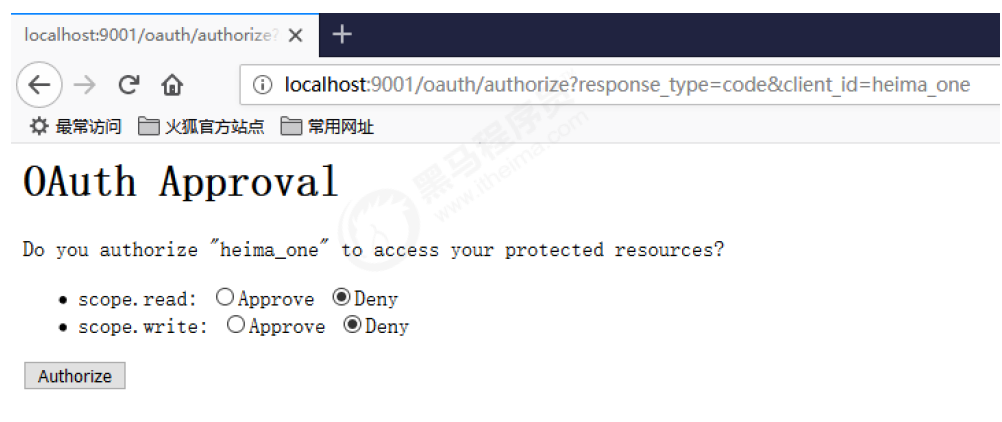 localhost:9001/oauth/authorize?
localhost:9001/oauth/authorize?response_type=code&client_id=heima_one
最常访问 火狐官方站点 常用网址
OAuth Approval
Do you authorize "heima_one" to access your protected resources?
• scope.read: Approve Deny
• scope.write: Approve Deny
Authorize
黑马程序员
www.itheima.com